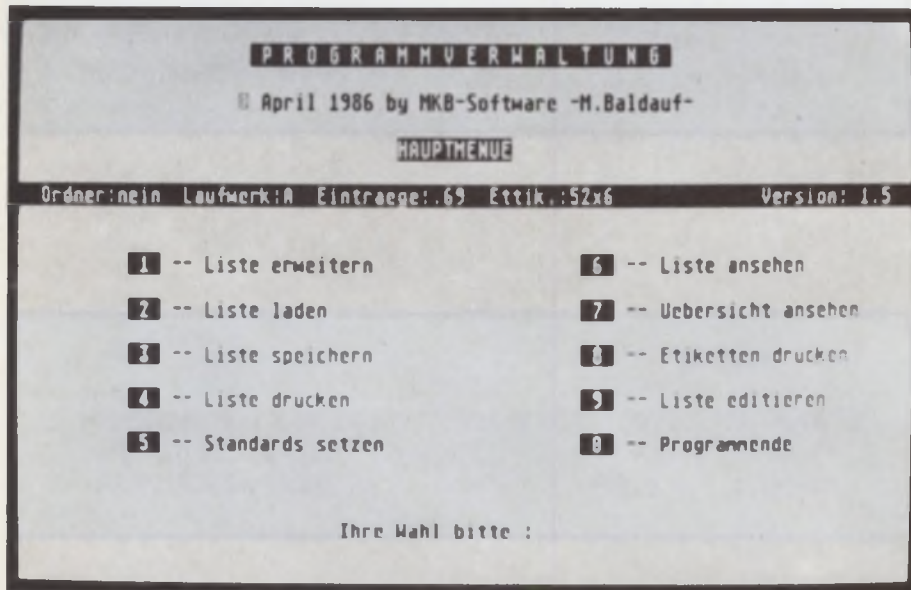 PROGRAMMVERWALTUNG
© April 1986 by MKB-Software -M.Baldauf-
HAUPTMENUE
Ordner:nein Laufwerk:A Eintraege:.69 Ettik.:52x6 Version: 1.5
1 -- Liste erweitern
2 -- Liste laden
3 -- Liste speichern
4 -- Liste drucken
5 -- Standards setzen
6 -- Liste ansehen
7 -- Uebersicht ansehen
8 -- Etiketten drucken
9 -- Liste editieren
0 -- Programmende
Ihre Wahl bitte :